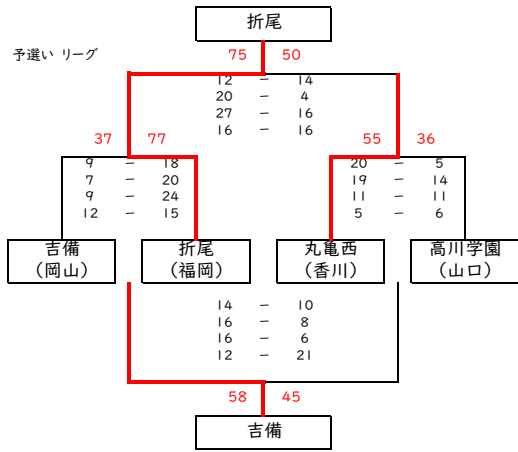 折尾
予選い リーグ
75 50
12 － 14
20 － 4
27 － 16
16 － 16
37 77
9 － 18
7 － 20
9 － 24
12 － 15
55 36
20 － 5
19 － 14
11 － 11
5 － 6
吉備
（岡山）
折尾
（福岡）
丸亀西
（香川）
高川学園
（山口）
14 － 10
16 － 8
16 － 6
12 － 21
58 45
吉備